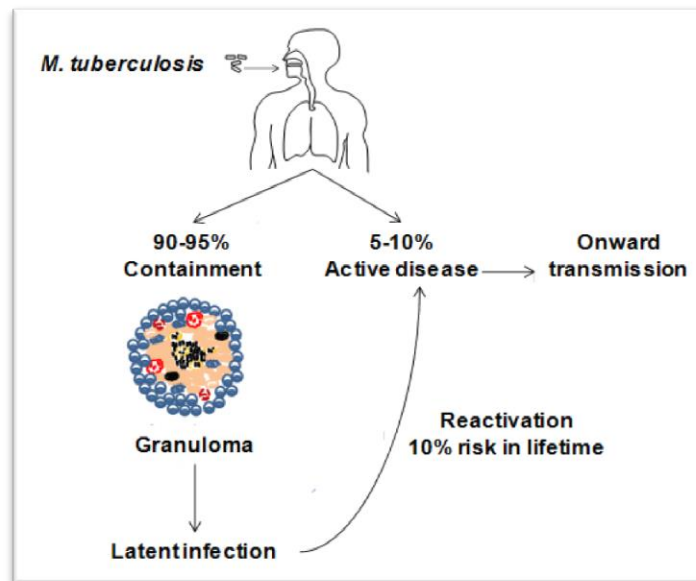 M. tuberculosis
90-95%
Containment
5-10%
Active disease
Onward
transmission
Granuloma
Reactivation
10% risk in lifetime
Latent infection